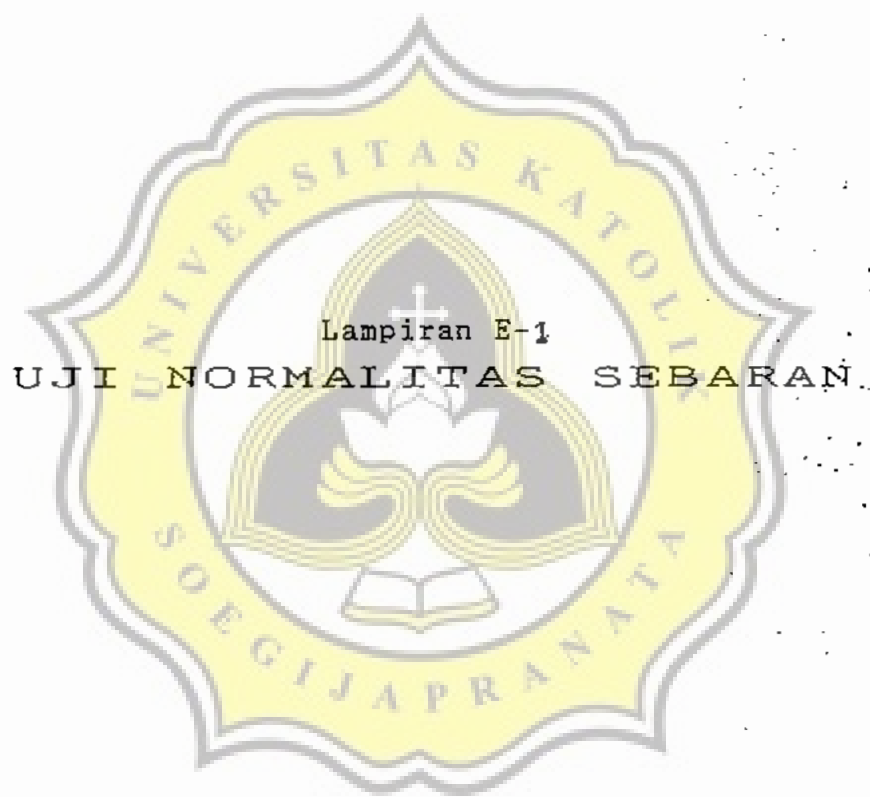 UNIVERSITAS KATOLIK
Lampiran E-1
UJI NORMALITAS SEBARAN
SOEGIJAPRANATA